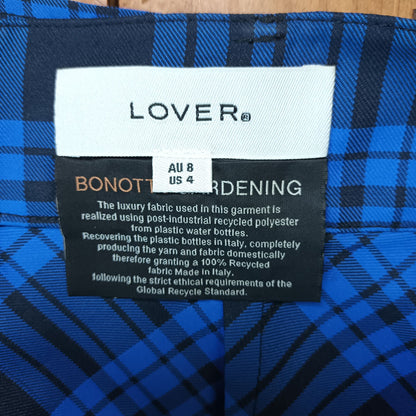 LOVER®
AU 8
US 4
BONOTT RDENING
The luxury fabric used in this garment is
realized using post-industrial recycled polyester
from plastic water bottles.
Recovering the plastic bottles in Italy, completely
producing the yarn and fabric domestically
therefore granting a 100% Recycled
fabric Made in Italy.
following the strict ethical requirements of the
Global Recycle Standard.